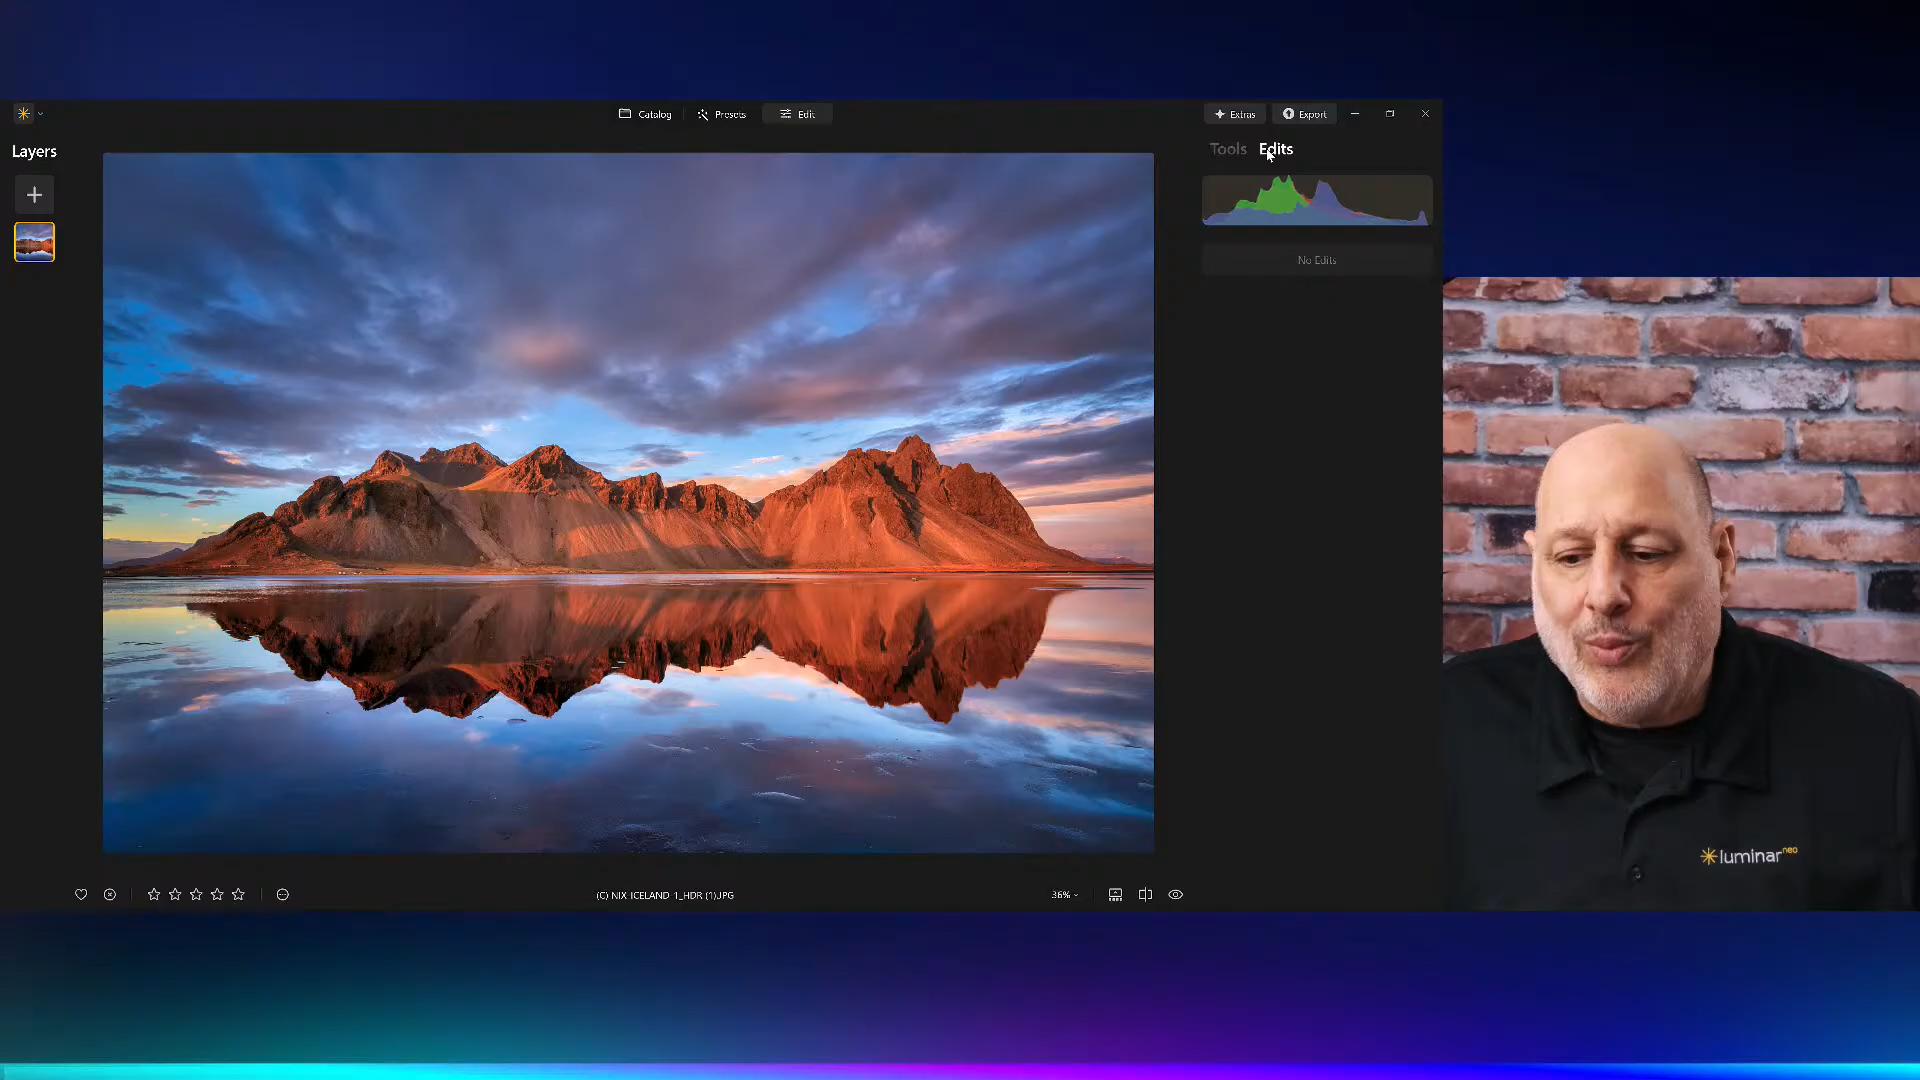 Catalog
Presets
Edit
Extras
Export
Layers
Tools
Edits
No Edits
(C) NIX ICELAND 1_HDR (1).JPG
36%
luminar neo